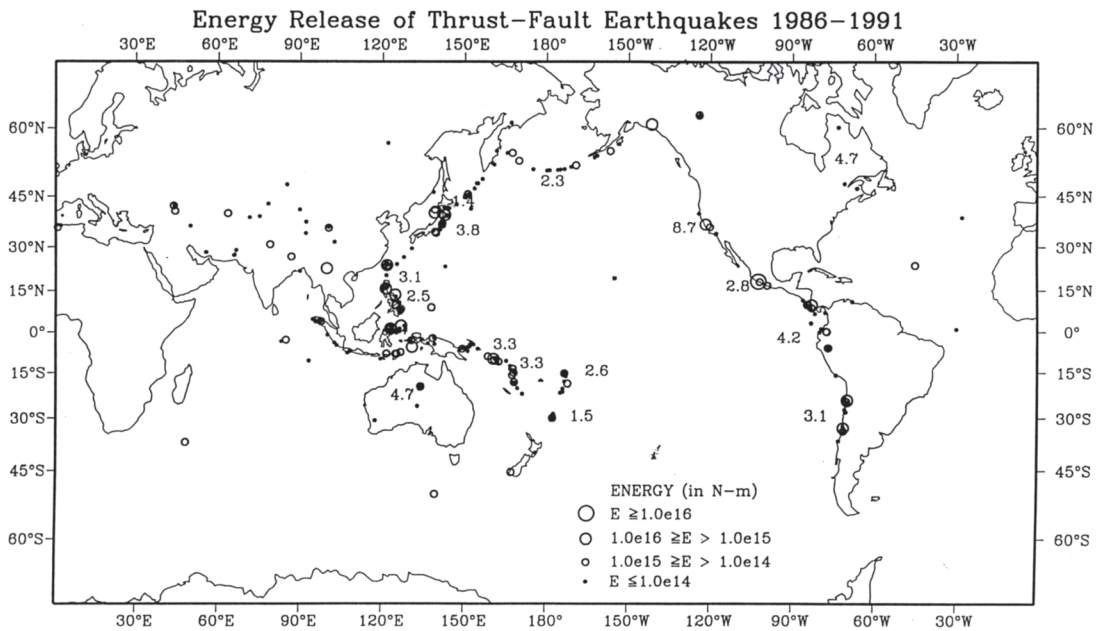 Energy Release of Thrust-Fault Earthquakes 1986-1991
30°E 60°E 90°E 120°E 150°E 180° 150°W 120°W 90°W 60°W 30°W
60°N 60°N
4.7
2.3
45°N 45°N
1.4
8.7
3.8
30°N 30°N
3.1
2.8
15°N 2.5 15°N
0° 4.2 0°
3.3
3.3
15°S 2.6 15°S
4.7
3.1
1.5
30°S 30°S
45°S 45°S
ENERGY (in N-m)
E ≧1.0e16
1.0e16 ≧E > 1.0e15
60°S 60°S
1.0e15 ≧E > 1.0e14
E ≦1.0e14
30°E 60°E 90°E 120°E 150°E 180° 150°W 120°W 90°W 60°W 30°W